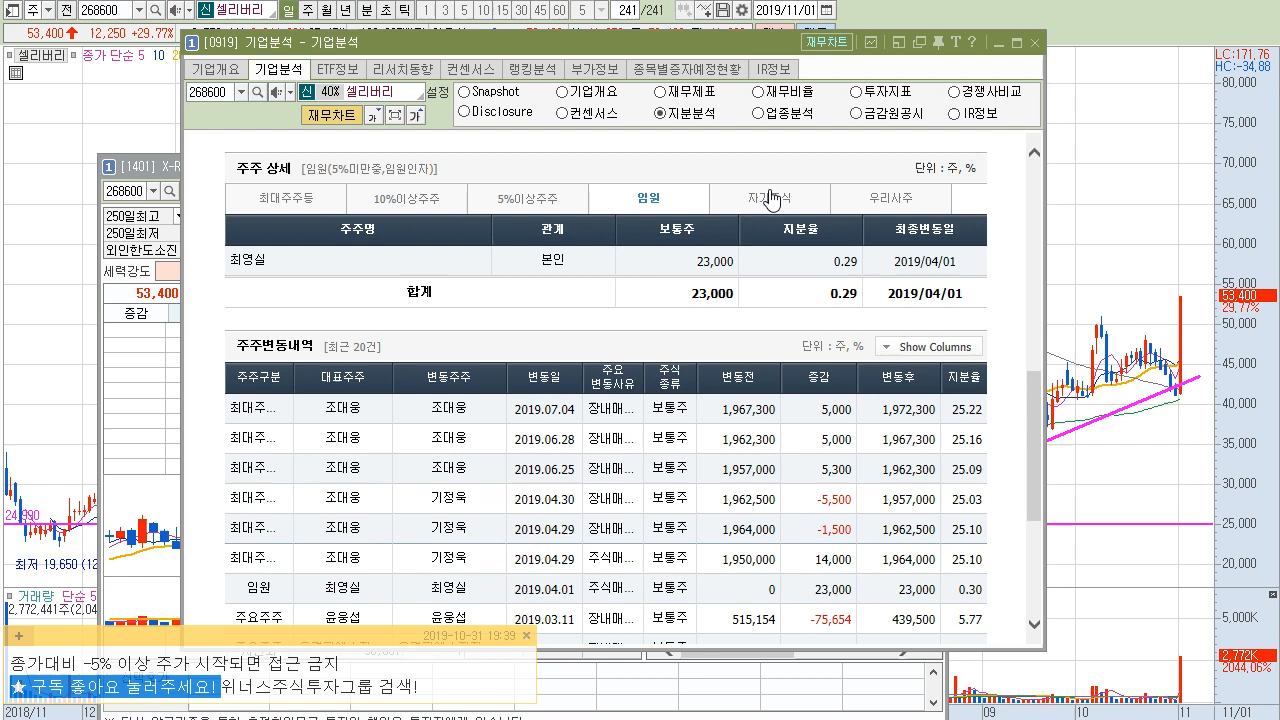 주 전 268600 신 셀리버리 일 주 월 년 분 초 틱 1 3 5 10 15 30 45 60 5 241 /241 2019/11/01
53,400 12,250 +29.77%
셀리버리 종가 단순 5 10
LC:171,76
HC:-34,88
80,000
75,000
70,000
65,000
60,000
55,000
53,400
29,77%
50,000
45,000
40,000
35,000
30,000
25,000
20,000
1 [0919] 기업분석 - 기업분석 재무차트
기업개요 기업분석 ETF정보 리서치동향 컨센서스 랭킹분석 부가정보 종목별증자예정현황 IR정보
268600 신 40% 셀리버리 설정
재무차트 가 가
Snapshot 기업개요 재무제표 재무비율 투자지표 경쟁사비교
Disclosure 컨센서스 지분분석 업종분석 금감원공시 IR정보
1 [1401] X-R
268600
250일최고
250일최저
외인한도소진
세력강도
53,400
증감
주주 상세 [임원(5%미만중,임원인자)] 단위 : 주, %
최대주주등 10%이상주주 5%이상주주 임원 우리사주
주주명 관계 보통주 지분율 최종변동일
최영실 본인 23,000 0.29 2019/04/01
합계 23,000 0.29 2019/04/01
주주변동내역 [최근 20건] 단위 : 주, % Show Columns
주주구분 대표주주 변동주주 변동일 주요 변동사유 주식 종류 변동전 증감 변동후 지분율
최대주... 조대웅 조대웅 2019.07.04 장내매... 보통주 1,967,300 5,000 1,972,300 25.22
최대주... 조대웅 조대웅 2019.06.28 장내매... 보통주 1,962,300 5,000 1,967,300 25.16
최대주... 조대웅 조대웅 2019.06.25 장내매... 보통주 1,957,000 5,300 1,962,300 25.09
최대주... 조대웅 기정욱 2019.04.30 장내매... 보통주 1,962,500 -5,500 1,957,000 25.03
최대주... 조대웅 기정욱 2019.04.29 장내매... 보통주 1,964,000 -1,500 1,962,500 25.10
최대주... 조대웅 기정욱 2019.04.29 주식매... 보통주 1,950,000 14,000 1,964,000 25.10
임원 최영실 최영실 2019.04.01 주식매... 보통주 0 23,000 23,000 0.30
주요주주 윤웅섭 윤웅섭 2019.03.11 장내매... 보통주 515,154 -75,654 439,500 5.77
24,990
최저 19,650 (12
거래량 단순 5
2,772,441주(2,04
2019-10-31 19:39
종가대비 -5% 이상 주가 시작되면 접근 금지
★구독 좋아요 눌러주세요! 위너스주식투자그룹 검색!
2018/11 12
5,000K
2,772K
2044,06%
09 10 11 11/01